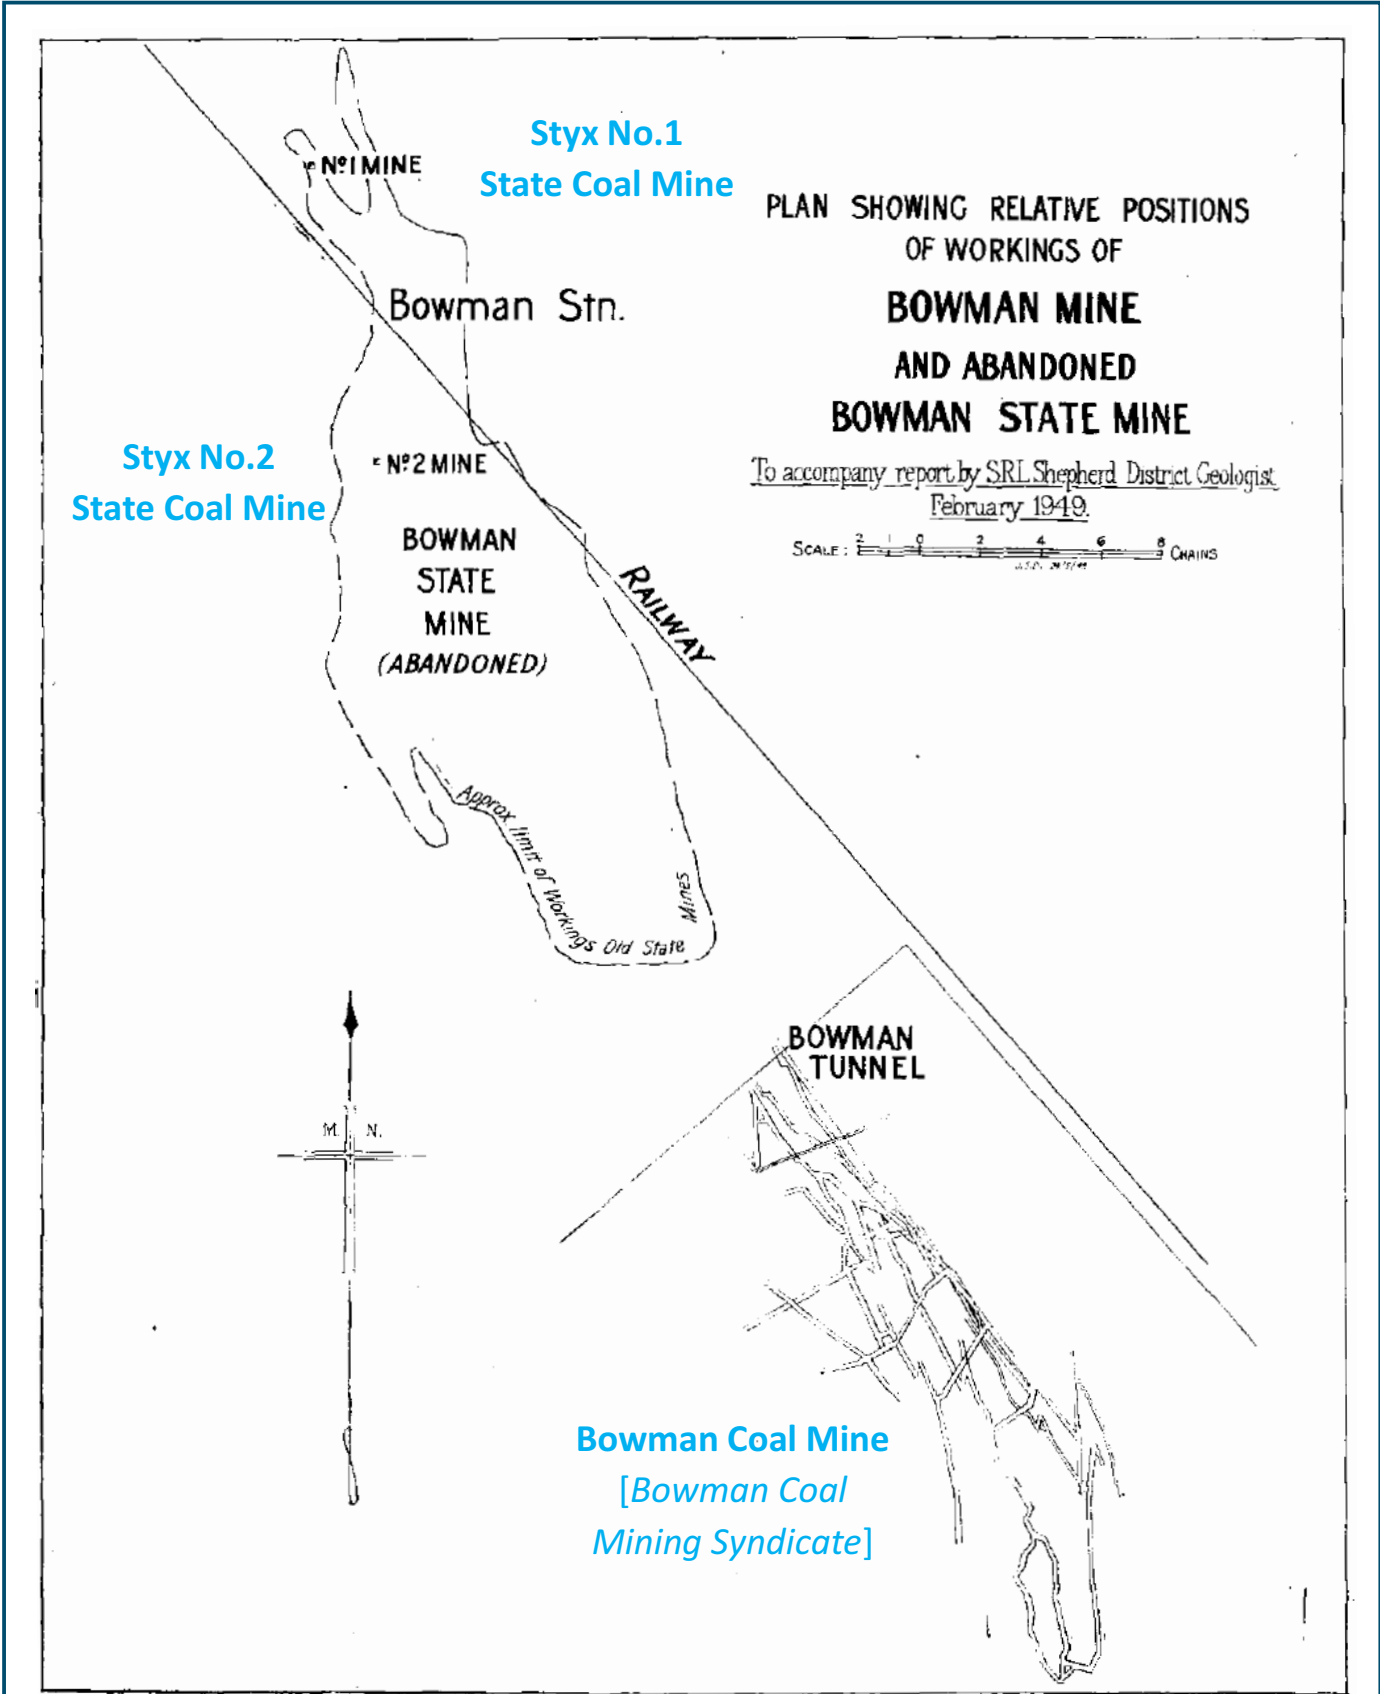 Styx No.1
State Coal Mine
Nº1 MINE
PLAN SHOWING RELATIVE POSITIONS
OF WORKINGS OF
BOWMAN MINE
AND ABANDONED
BOWMAN STATE MINE
To accompany report by S.R.L. Shepherd District Geologist
February 1949.
SCALE: 2 1 0 2 4 6 8 CHAINS
Bowman Stn.
Styx No.2
State Coal Mine
Nº2 MINE
BOWMAN
STATE
MINE
(ABANDONED)
RAILWAY
Approx limit of Workings Old State Mines
M. N.
BOWMAN
TUNNEL
Bowman Coal Mine
[Bowman Coal
Mining Syndicate]